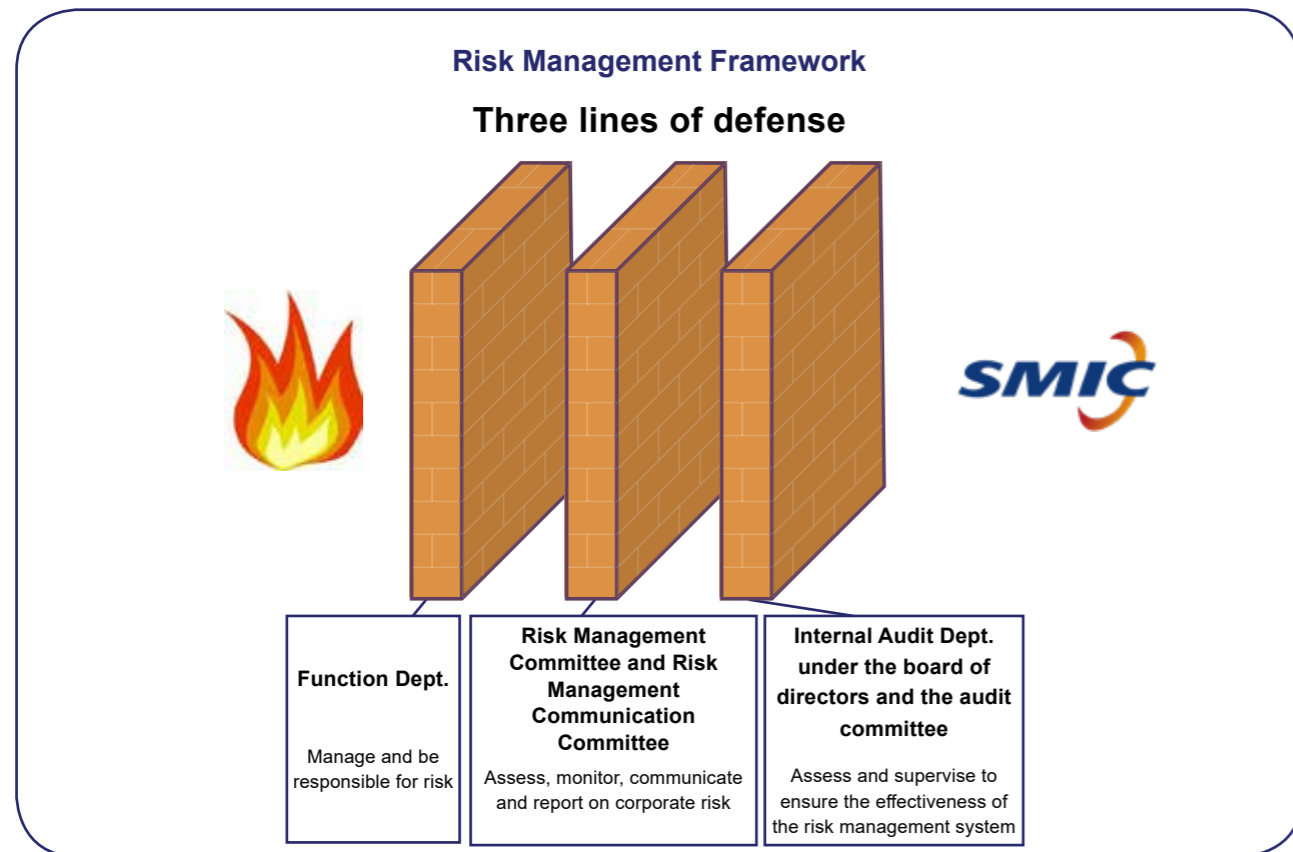 Risk Management Framework
Three lines of defense
SMIC
Function Dept.
Manage and be
responsible for risk
Risk Management
Committee and Risk
Management
Communication
Committee
Assess, monitor, communicate
and report on corporate risk
Internal Audit Dept.
under the board of
directors and the audit
committee
Assess and supervise to
ensure the effectiveness of
the risk management system